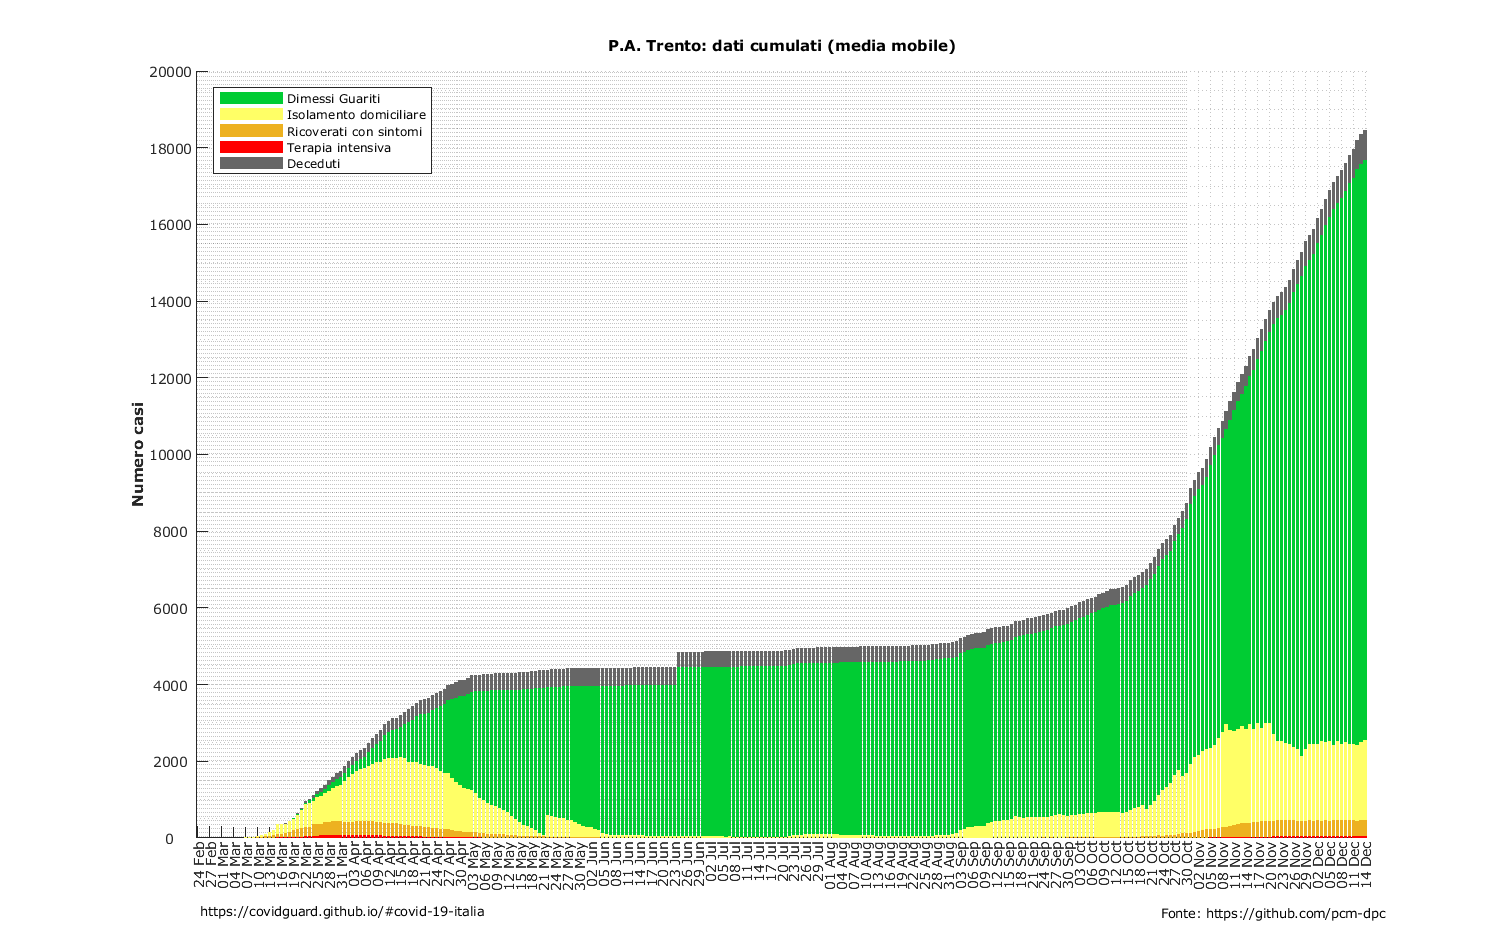 P.A. Trento: dati cumulati (media mobile)
Numero casi
20000
18000
16000
14000
12000
10000
8000
6000
4000
2000
0
Dimessi Guariti
Isolamento domiciliare
Ricoverati con sintomi
Terapia intensiva
Deceduti
24 Feb
27 Feb
01 Mar
04 Mar
07 Mar
10 Mar
13 Mar
16 Mar
19 Mar
22 Mar
25 Mar
28 Mar
31 Mar
03 Apr
06 Apr
09 Apr
12 Apr
15 Apr
18 Apr
21 Apr
24 Apr
27 Apr
30 Apr
03 May
06 May
09 May
12 May
15 May
18 May
21 May
24 May
27 May
30 May
02 Jun
05 Jun
08 Jun
11 Jun
14 Jun
17 Jun
20 Jun
23 Jun
26 Jun
29 Jun
02 Jul
05 Jul
08 Jul
11 Jul
14 Jul
17 Jul
20 Jul
23 Jul
26 Jul
29 Jul
01 Aug
04 Aug
07 Aug
10 Aug
13 Aug
16 Aug
19 Aug
22 Aug
25 Aug
28 Aug
31 Aug
03 Sep
06 Sep
09 Sep
12 Sep
15 Sep
18 Sep
21 Sep
24 Sep
27 Sep
30 Sep
03 Oct
06 Oct
09 Oct
12 Oct
15 Oct
18 Oct
21 Oct
24 Oct
27 Oct
30 Oct
02 Nov
05 Nov
08 Nov
11 Nov
14 Nov
17 Nov
20 Nov
23 Nov
26 Nov
29 Nov
02 Dec
05 Dec
08 Dec
11 Dec
14 Dec
https://covidguard.github.io/#covid-19-italia
Fonte: https://github.com/pcm-dpc